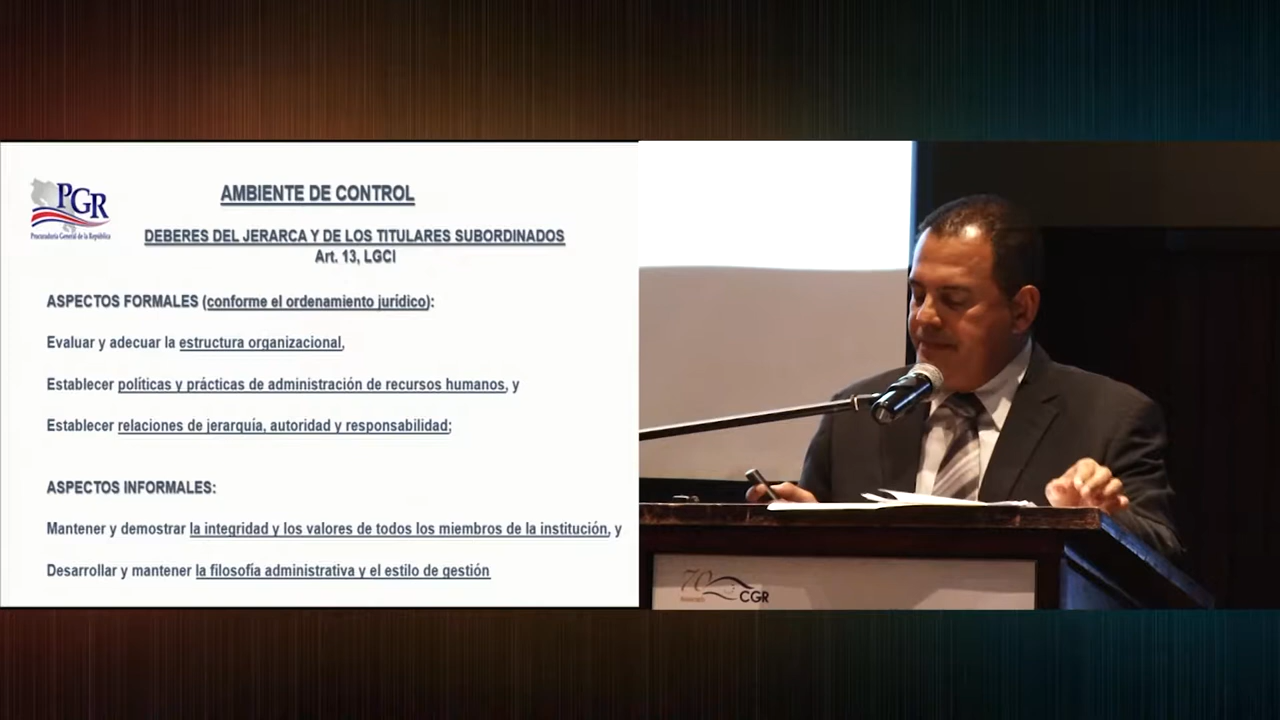 PGR
Procuraduría General de la República
AMBIENTE DE CONTROL
DEBERES DEL JERARCA Y DE LOS TITULARES SUBORDINADOS
Art. 13, LGCI
ASPECTOS FORMALES (conforme el ordenamiento jurídico):
Evaluar y adecuar la estructura organizacional,
Establecer políticas y prácticas de administración de recursos humanos, y
Establecer relaciones de jerarquía, autoridad y responsabilidad;
ASPECTOS INFORMALES:
Mantener y demostrar la integridad y los valores de todos los miembros de la institución, y
Desarrollar y mantener la filosofía administrativa y el estilo de gestión
70
CGR